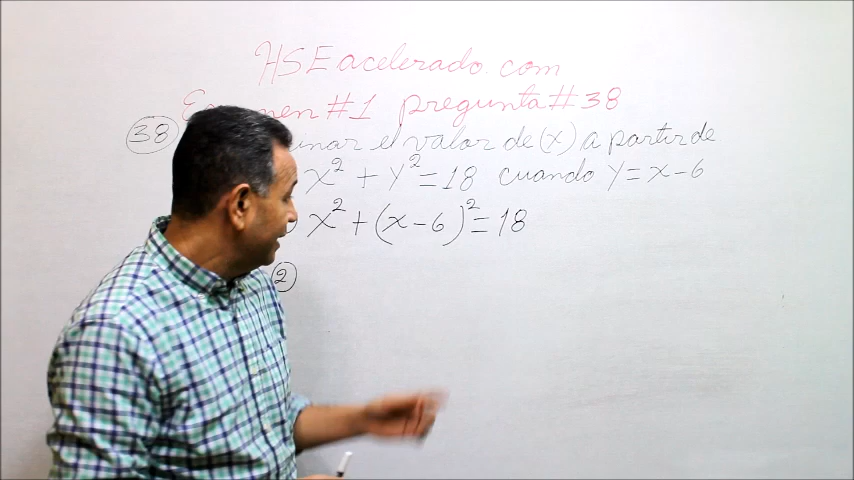 HSEacelerado.com
Examen #1 pregunta #38
38 el valor de (x) a partir de
x² + y² = 18 cuando y = x - 6
x² + (x - 6)² = 18
2